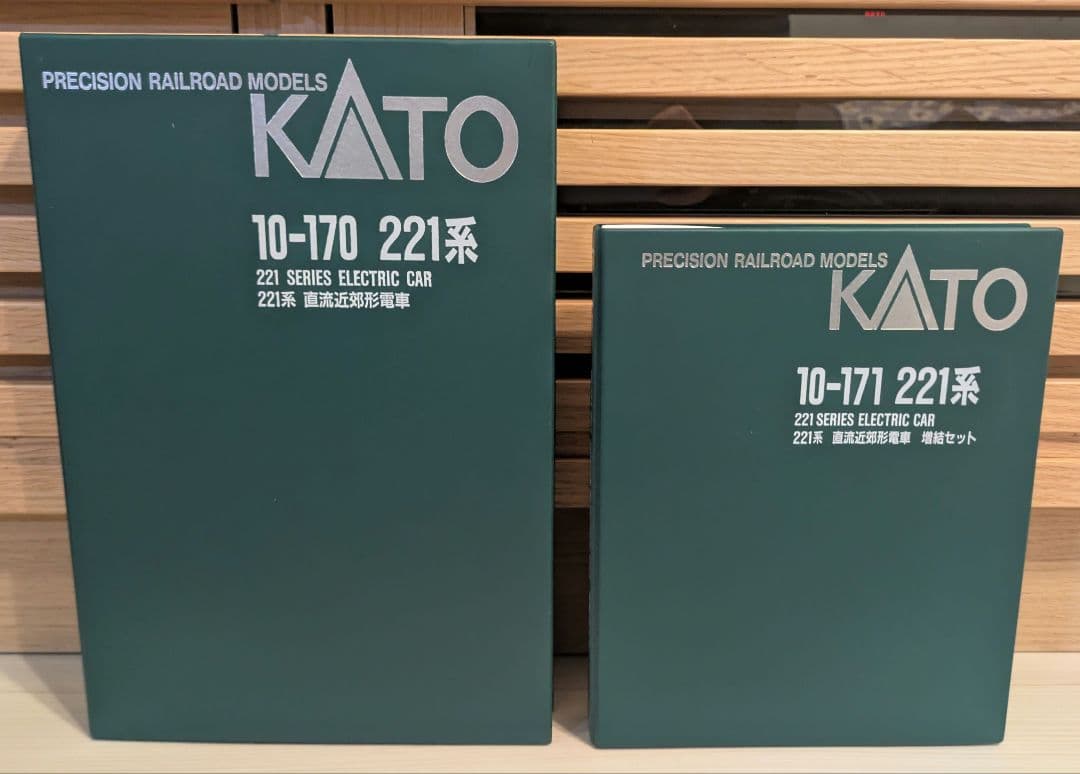 PRECISION RAILROAD MODELS
KATO
10-170 221系
221 SERIES ELECTRIC CAR
221系 直流近郊形電車
PRECISION RAILROAD MODELS
KATO
10-171 221系
221 SERIES ELECTRIC CAR
221系 直流近郊形電車 増結セット